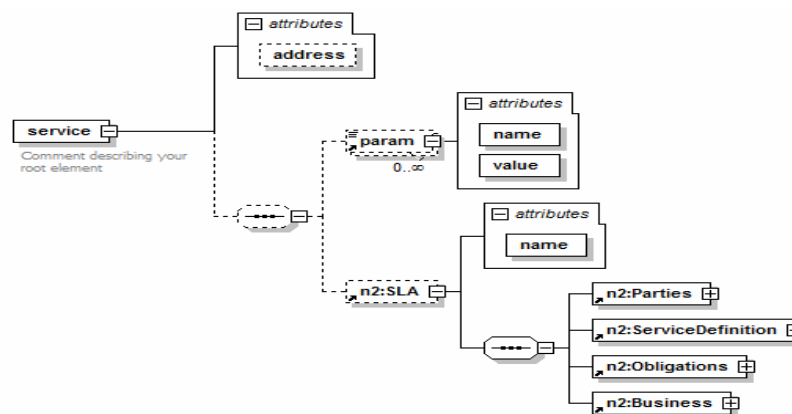 attributes
address
service
Comment describing your
root element
attributes
param
name
0..∞
value
attributes
name
n2:SLA
n2:Parties
n2:ServiceDefinition
n2:Obligations
n2:Business